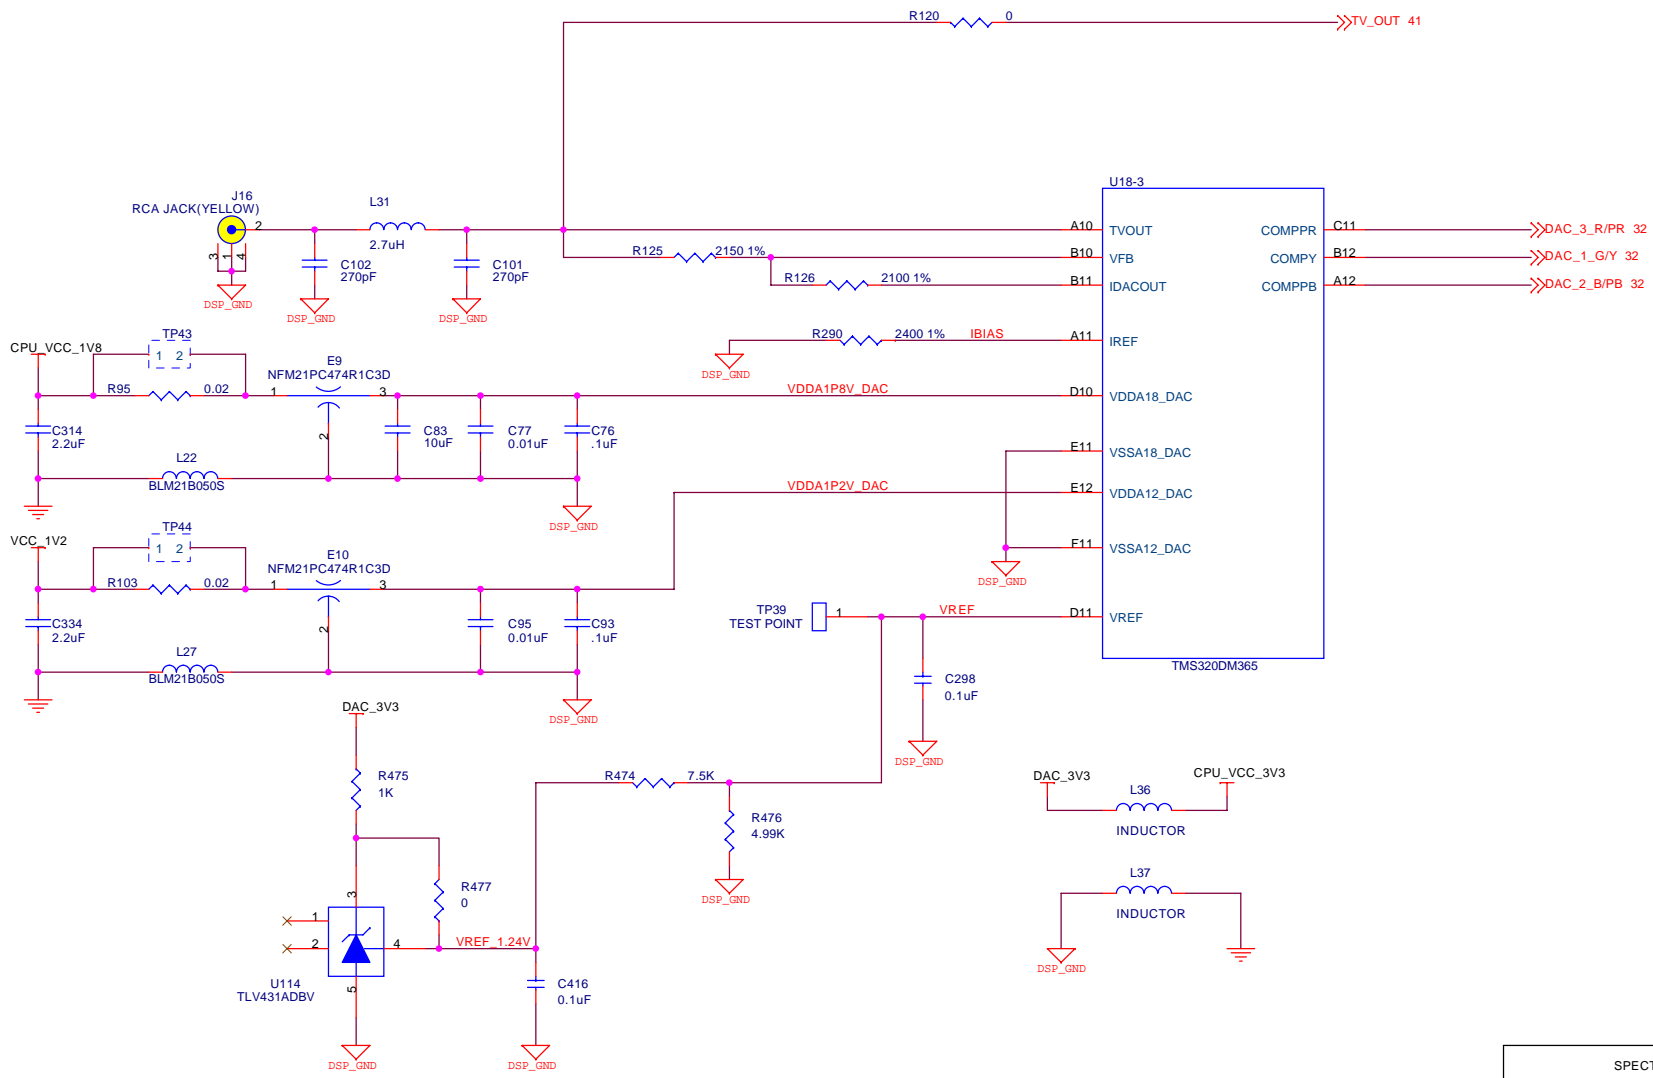 R120 0 TV_OUT 41
U18-3
J16
RCA JACK(YELLOW)
2
3 1 4
DSP_GND
L31
2.7uH
C102
270pF
DSP_GND
C101
270pF
DSP_GND
R125 2150 1%
R126 2100 1%
A10 TVOUT
B10 VFB
B11 IDACOUT
COMPPR C11 DAC_3_R/PR 32
COMPY B12 DAC_1_G/Y 32
COMPPB A12 DAC_2_B/PB 32
R290 2400 1% IBIAS A11 IREF
DSP_GND
CPU_VCC_1V8
TP43
1 2
R95 0.02
E9
NFM21PC474R1C3D
1 3
2
VDDA1P8V_DAC D10 VDDA18_DAC
C314
2.2uF
C83
10uF
C77
0.01uF
C76
.1uF
L22
BLM21B050S
DSP_GND
E11 VSSA18_DAC
VDDA1P2V_DAC E12 VDDA12_DAC
VCC_1V2
TP44
1 2
R103 0.02
E10
NFM21PC474R1C3D
1 3
2
F11 VSSA12_DAC
DSP_GND
C334
2.2uF
C95
0.01uF
C93
.1uF
L27
BLM21B050S
DSP_GND
TP39
TEST POINT
1 VREF D11 VREF
TMS320DM365
C298
0.1uF
DSP_GND
DAC_3V3
R475
1K
R474 7.5K
R476
4.99K
DSP_GND
R477
0
3
1
2
4 VREF_1.24V
5
U114
TLV431ADBV
DSP_GND
C416
0.1uF
DSP_GND
DAC_3V3 CPU_VCC_3V3
L36
INDUCTOR
L37
INDUCTOR
DSP_GND
SPECT